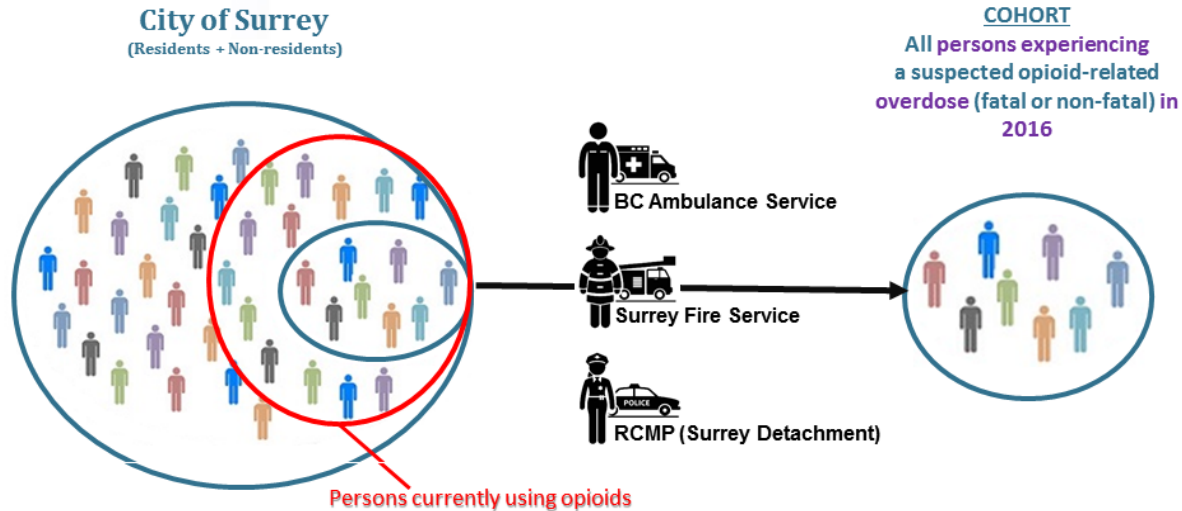 City of Surrey
(Residents + Non-residents)
COHORT
All persons experiencing
a suspected opioid-related
overdose (fatal or non-fatal) in
2016
BC Ambulance Service
Surrey Fire Service
POLICE
RCMP (Surrey Detachment)
Persons currently using opioids